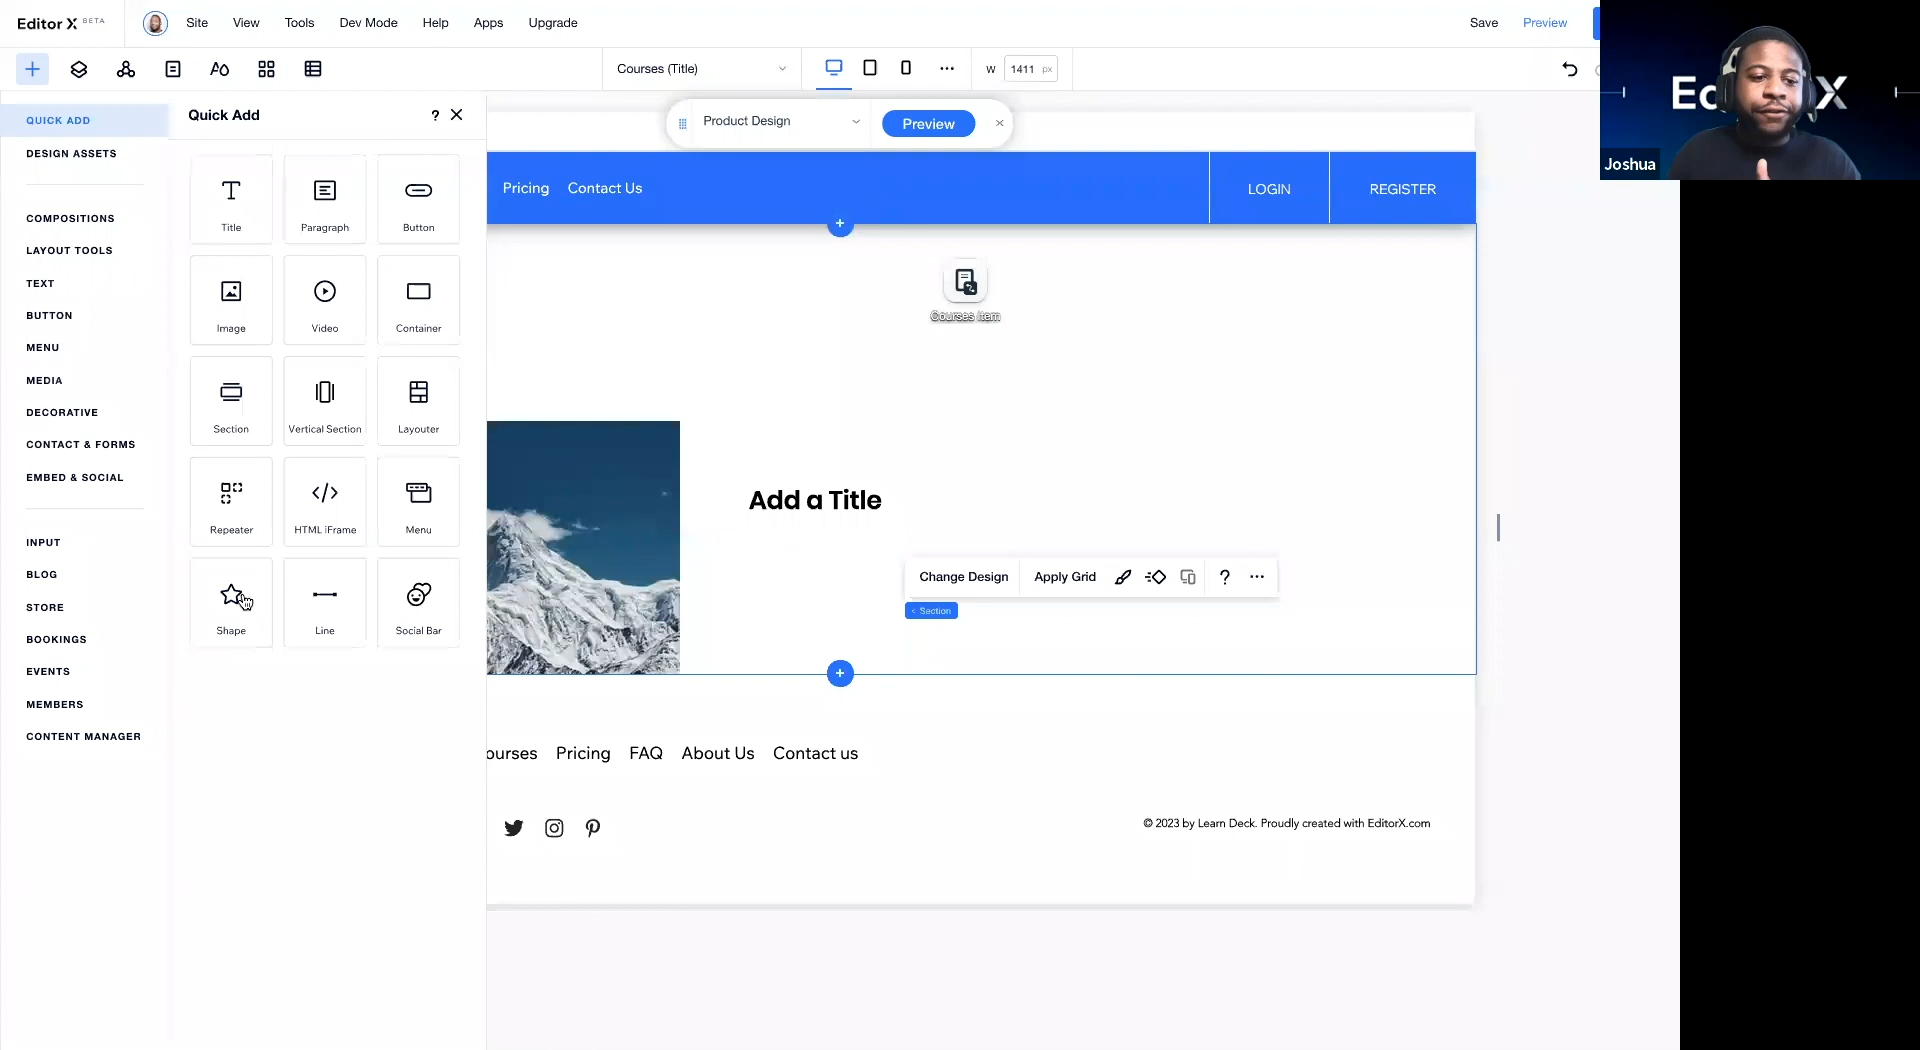 Editor X BETA
Site View Tools Dev Mode Help Apps Upgrade
Save Preview
Courses (Title)
W 1411 px
Joshua
QUICK ADD
DESIGN ASSETS
COMPOSITIONS
LAYOUT TOOLS
TEXT
BUTTON
MENU
MEDIA
DECORATIVE
CONTACT & FORMS
EMBED & SOCIAL
INPUT
BLOG
STORE
BOOKINGS
EVENTS
MEMBERS
CONTENT MANAGER
Quick Add ?
Title Paragraph Button
Image Video Container
Section Vertical Section Layouter
Repeater HTML iFrame Menu
Shape Line Social Bar
Product Design Preview
Pricing Contact Us LOGIN REGISTER
Courses Item
Add a Title
Change Design Apply Grid ?
< Section
ourses Pricing FAQ About Us Contact us
© 2023 by Learn Deck. Proudly created with EditorX.com